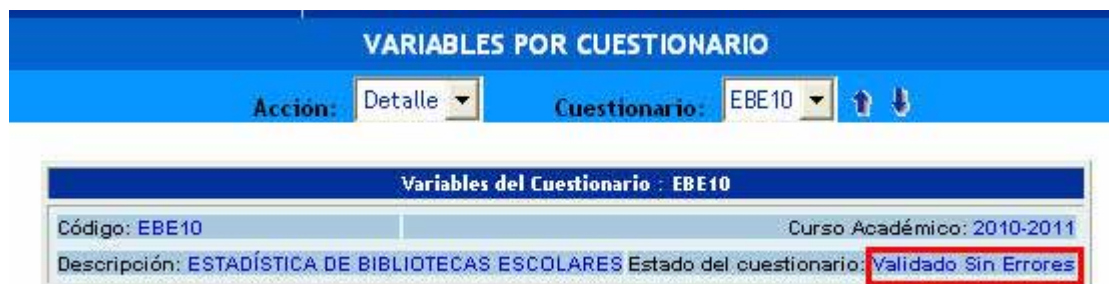 VARIABLES POR CUESTIONARIO
Acción: Detalle Cuestionario: EBE10
Variables del Cuestionario : EBE10
Código: EBE10 Curso Académico: 2010-2011
Descripción: ESTADÍSTICA DE BIBLIOTECAS ESCOLARES Estado del cuestionario: Validado Sin Errores